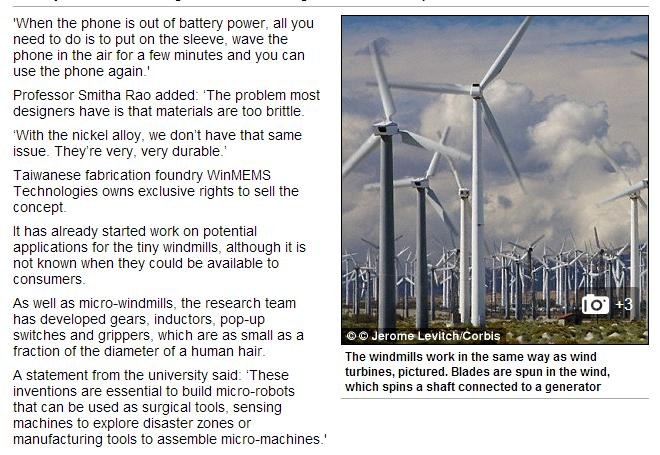 'When the phone is out of battery power, all you
need to do is to put on the sleeve, wave the
phone in the air for a few minutes and you can
use the phone again.'
Professor Smitha Rao added: ‘The problem most
designers have is that materials are too brittle.
‘With the nickel alloy, we don’t have that same
issue. They’re very, very durable.’
Taiwanese fabrication foundry WinMEMS
Technologies owns exclusive rights to sell the
concept.
It has already started work on potential
applications for the tiny windmills, although it is
not known when they could be available to
consumers.
As well as micro-windmills, the research team
has developed gears, inductors, pop-up
switches and grippers, which are as small as a
fraction of the diameter of a human hair.
A statement from the university said: ‘These
inventions are essential to build micro-robots
that can be used as surgical tools, sensing
machines to explore disaster zones or
manufacturing tools to assemble micro-machines.'
+3
© © Jerome Levitch/Corbis
The windmills work in the same way as wind
turbines, pictured. Blades are spun in the wind,
which spins a shaft connected to a generator